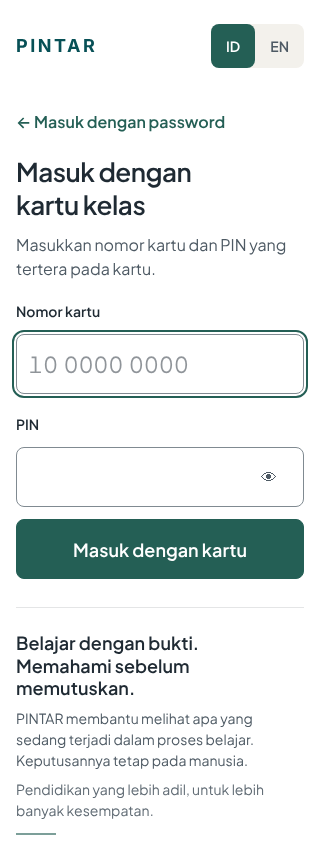 PINTAR
ID EN
← Masuk dengan password
Masuk dengan
kartu kelas
Masukkan nomor kartu dan PIN yang
tertera pada kartu.
Nomor kartu
10 0000 0000
PIN
Masuk dengan kartu
Belajar dengan bukti.
Memahami sebelum
memutuskan.
PINTAR membantu melihat apa yang
sedang terjadi dalam proses belajar.
Keputusannya tetap pada manusia.
Pendidikan yang lebih adil, untuk lebih
banyak kesempatan.